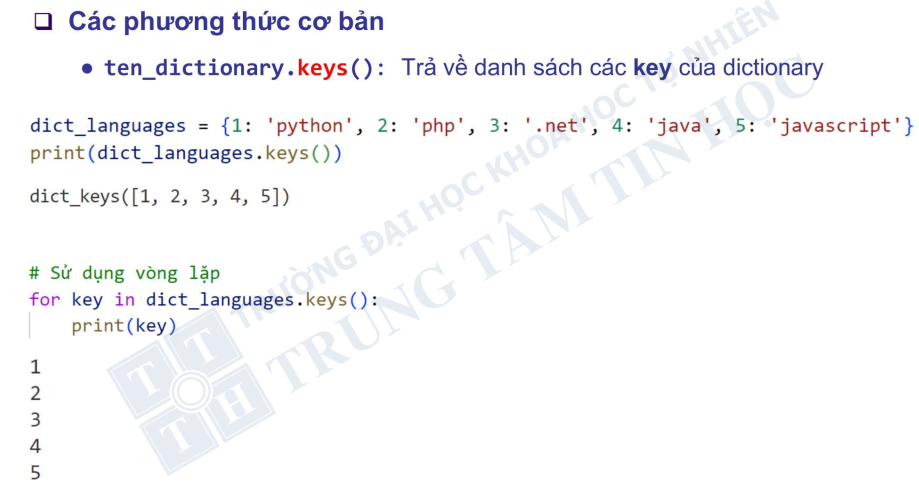 Các phương thức cơ bản
ten_dictionary.keys(): Trả về danh sách các key của dictionary
dict_languages = {1: 'python', 2: 'php', 3: '.net', 4: 'java', 5: 'javascript'}
print(dict_languages.keys())
dict_keys([1, 2, 3, 4, 5])
# Sử dụng vòng lặp
for key in dict_languages.keys():
    print(key)
1
2
3
4
5
TRƯỜNG ĐẠI HỌC KHOA HỌC TỰ NHIÊN
TRUNG TÂM TIN HỌC
T T
T H